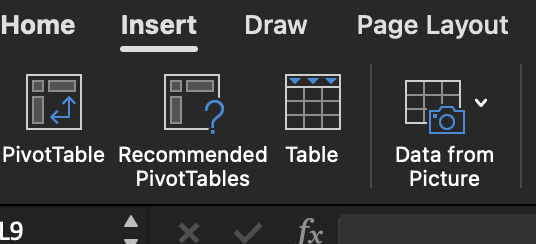 Home Insert Draw Page Layout
PivotTable Recommended PivotTables Table Data from Picture
L9 fx